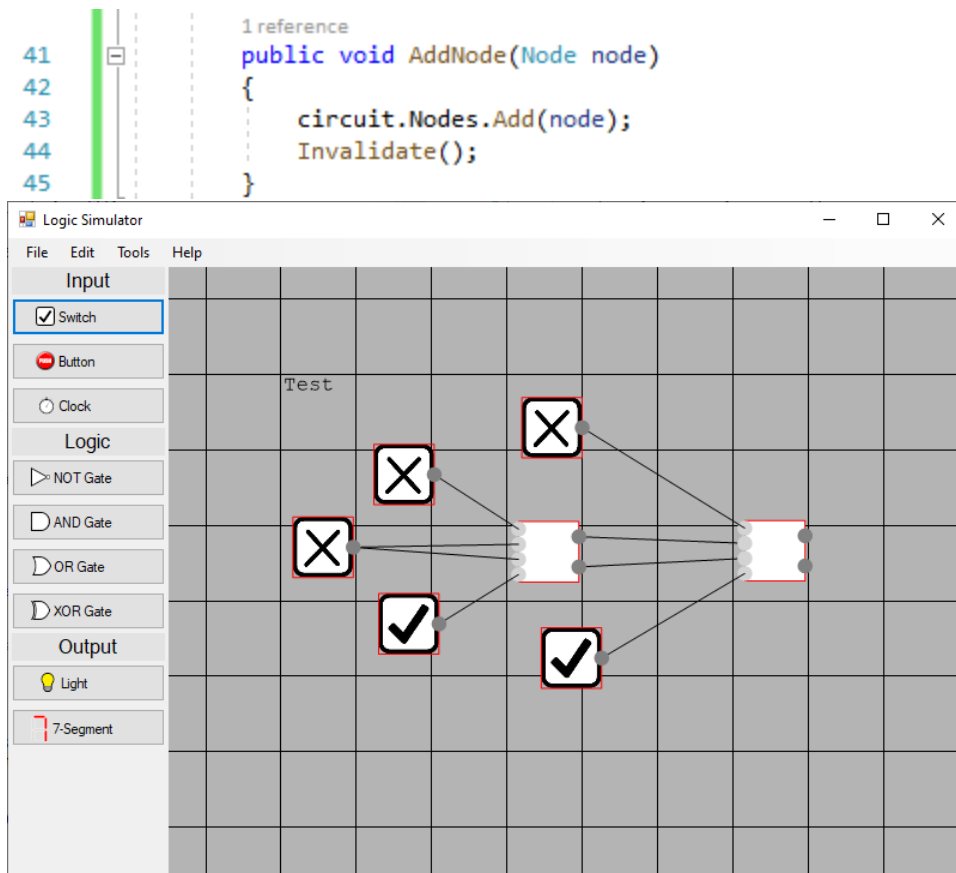 1 reference
41 public void AddNode(Node node)
42 {
43 circuit.Nodes.Add(node);
44 Invalidate();
45 }
Logic Simulator
File Edit Tools Help
Input
Switch
Button
Clock
Logic
NOT Gate
AND Gate
OR Gate
XOR Gate
Output
Light
7-Segment
Test